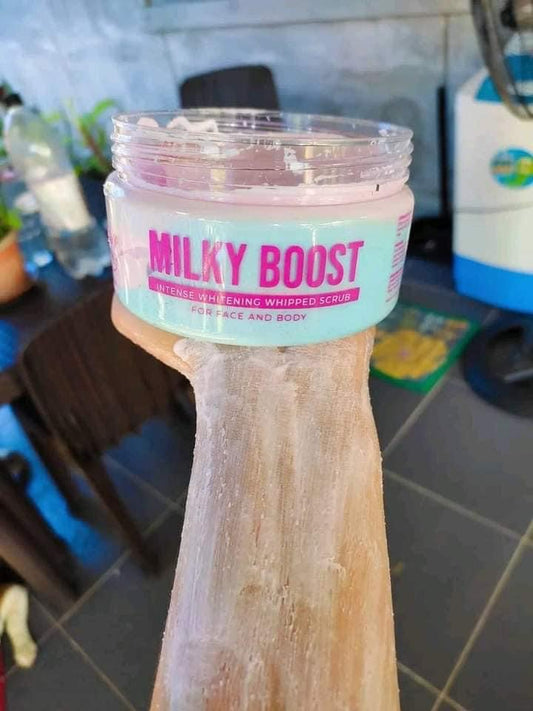 MILKY BOOST
INTENSE WHITENING WHIPPED SCRUB
FOR FACE AND BODY